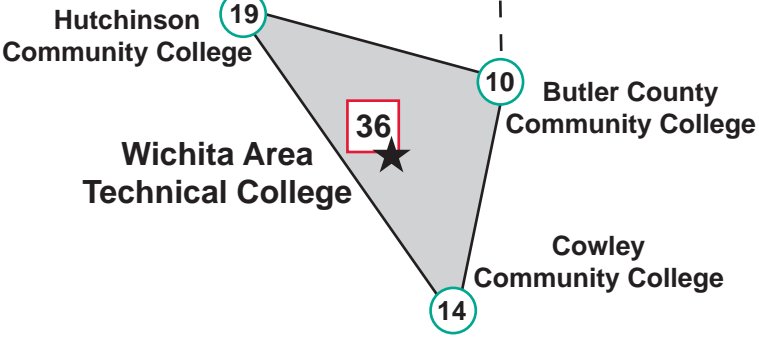 Hutchinson
Community College
19
10
Butler County
Community College
36
Wichita Area
Technical College
Cowley
Community College
14